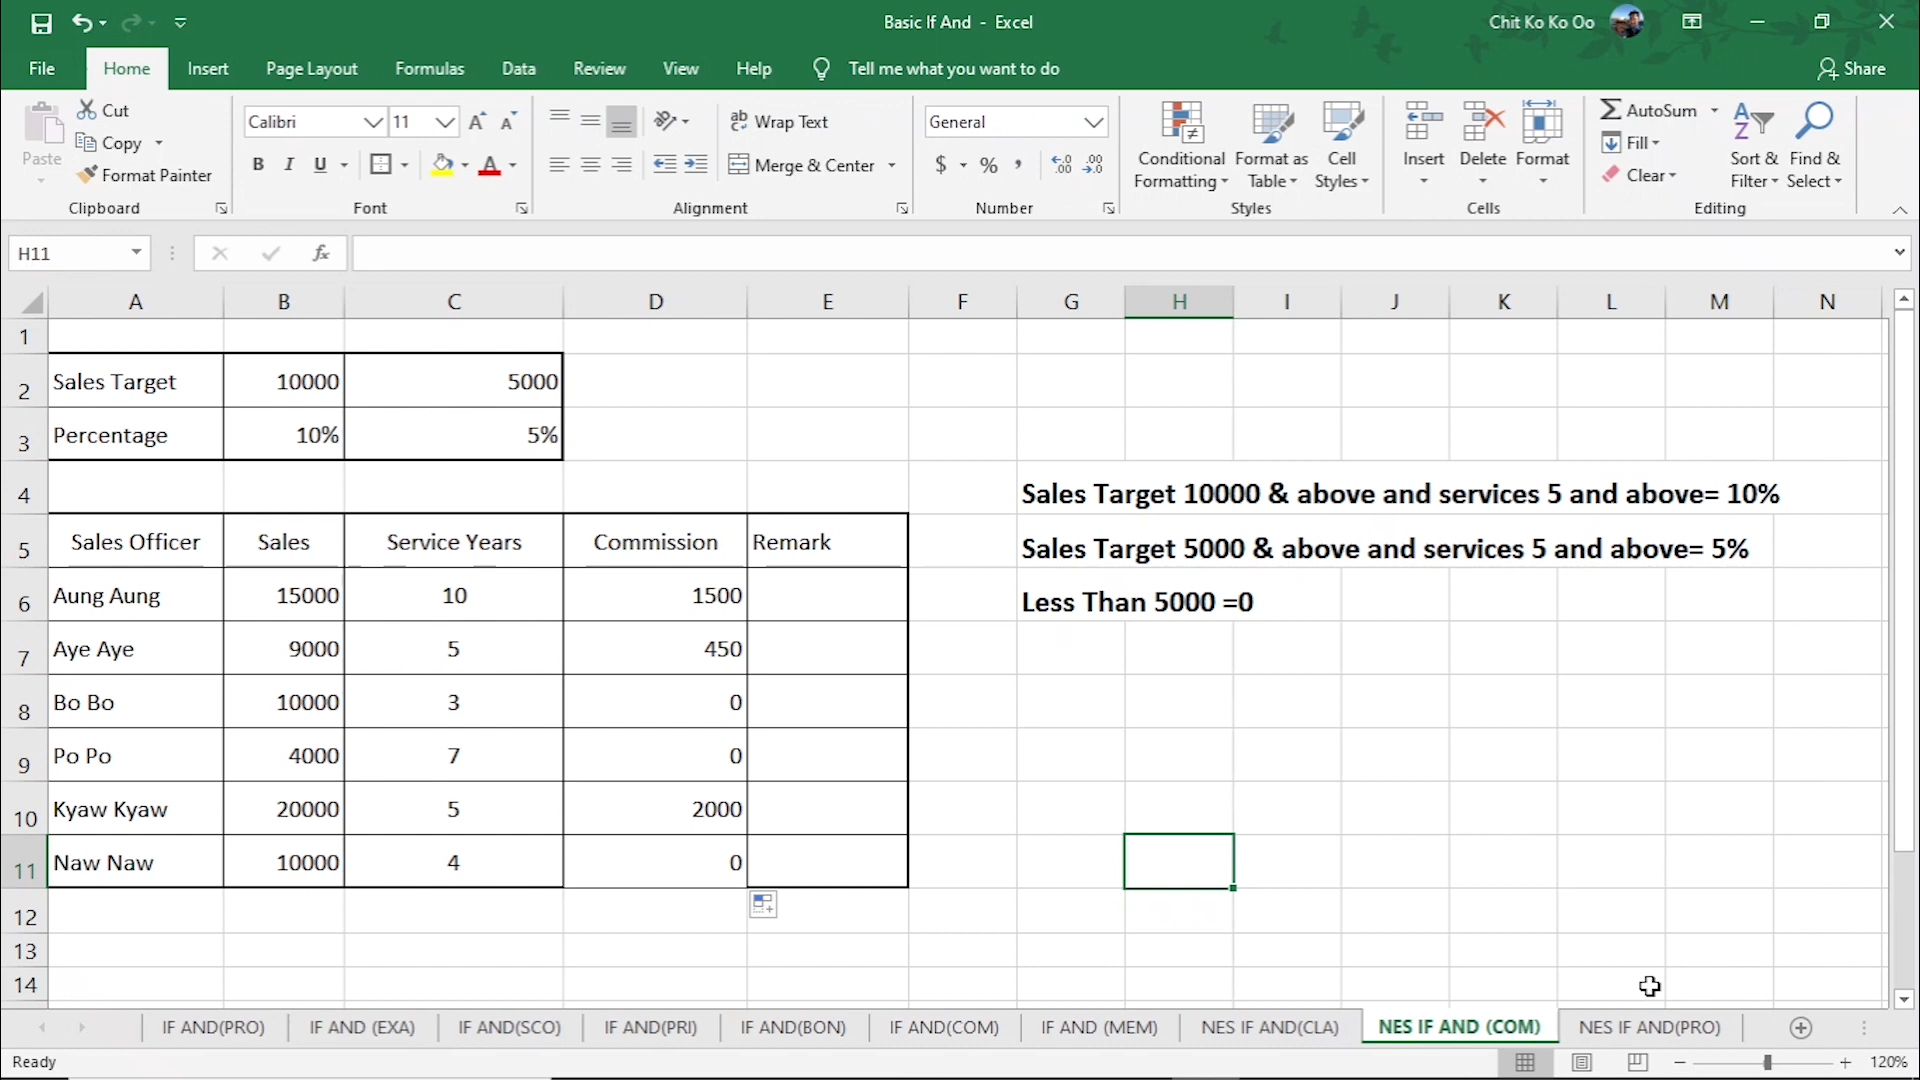 Basic If And - Excel
Chit Ko Ko Oo
File Home Insert Page Layout Formulas Data Review View Help Tell me what you want to do Share
Paste
Cut
Copy
Format Painter
Clipboard
Calibri 11
B I U A
Font
ab Wrap Text
Merge & Center
Alignment
General
$ % ,
Number
Conditional Formatting
Format as Table
Cell Styles
Styles
Insert Delete Format
Cells
AutoSum
Fill
Clear
Sort & Filter
Find & Select
Editing
H11 fx
A B C D E F G H I J K L M N
1
2 Sales Target 10000 5000
3 Percentage 10% 5%
4 Sales Target 10000 & above and services 5 and above= 10%
5 Sales Officer Sales Service Years Commission Remark Sales Target 5000 & above and services 5 and above= 5%
6 Aung Aung 15000 10 1500 Less Than 5000 =0
7 Aye Aye 9000 5 450
8 Bo Bo 10000 3 0
9 Po Po 4000 7 0
10 Kyaw Kyaw 20000 5 2000
11 Naw Naw 10000 4 0
12
13
14
IF AND(PRO) IF AND (EXA) IF AND(SCO) IF AND(PRI) IF AND(BON) IF AND(COM) IF AND (MEM) NES IF AND(CLA) NES IF AND (COM) NES IF AND(PRO)
Ready 120%